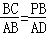 BC/AB = PB/AD